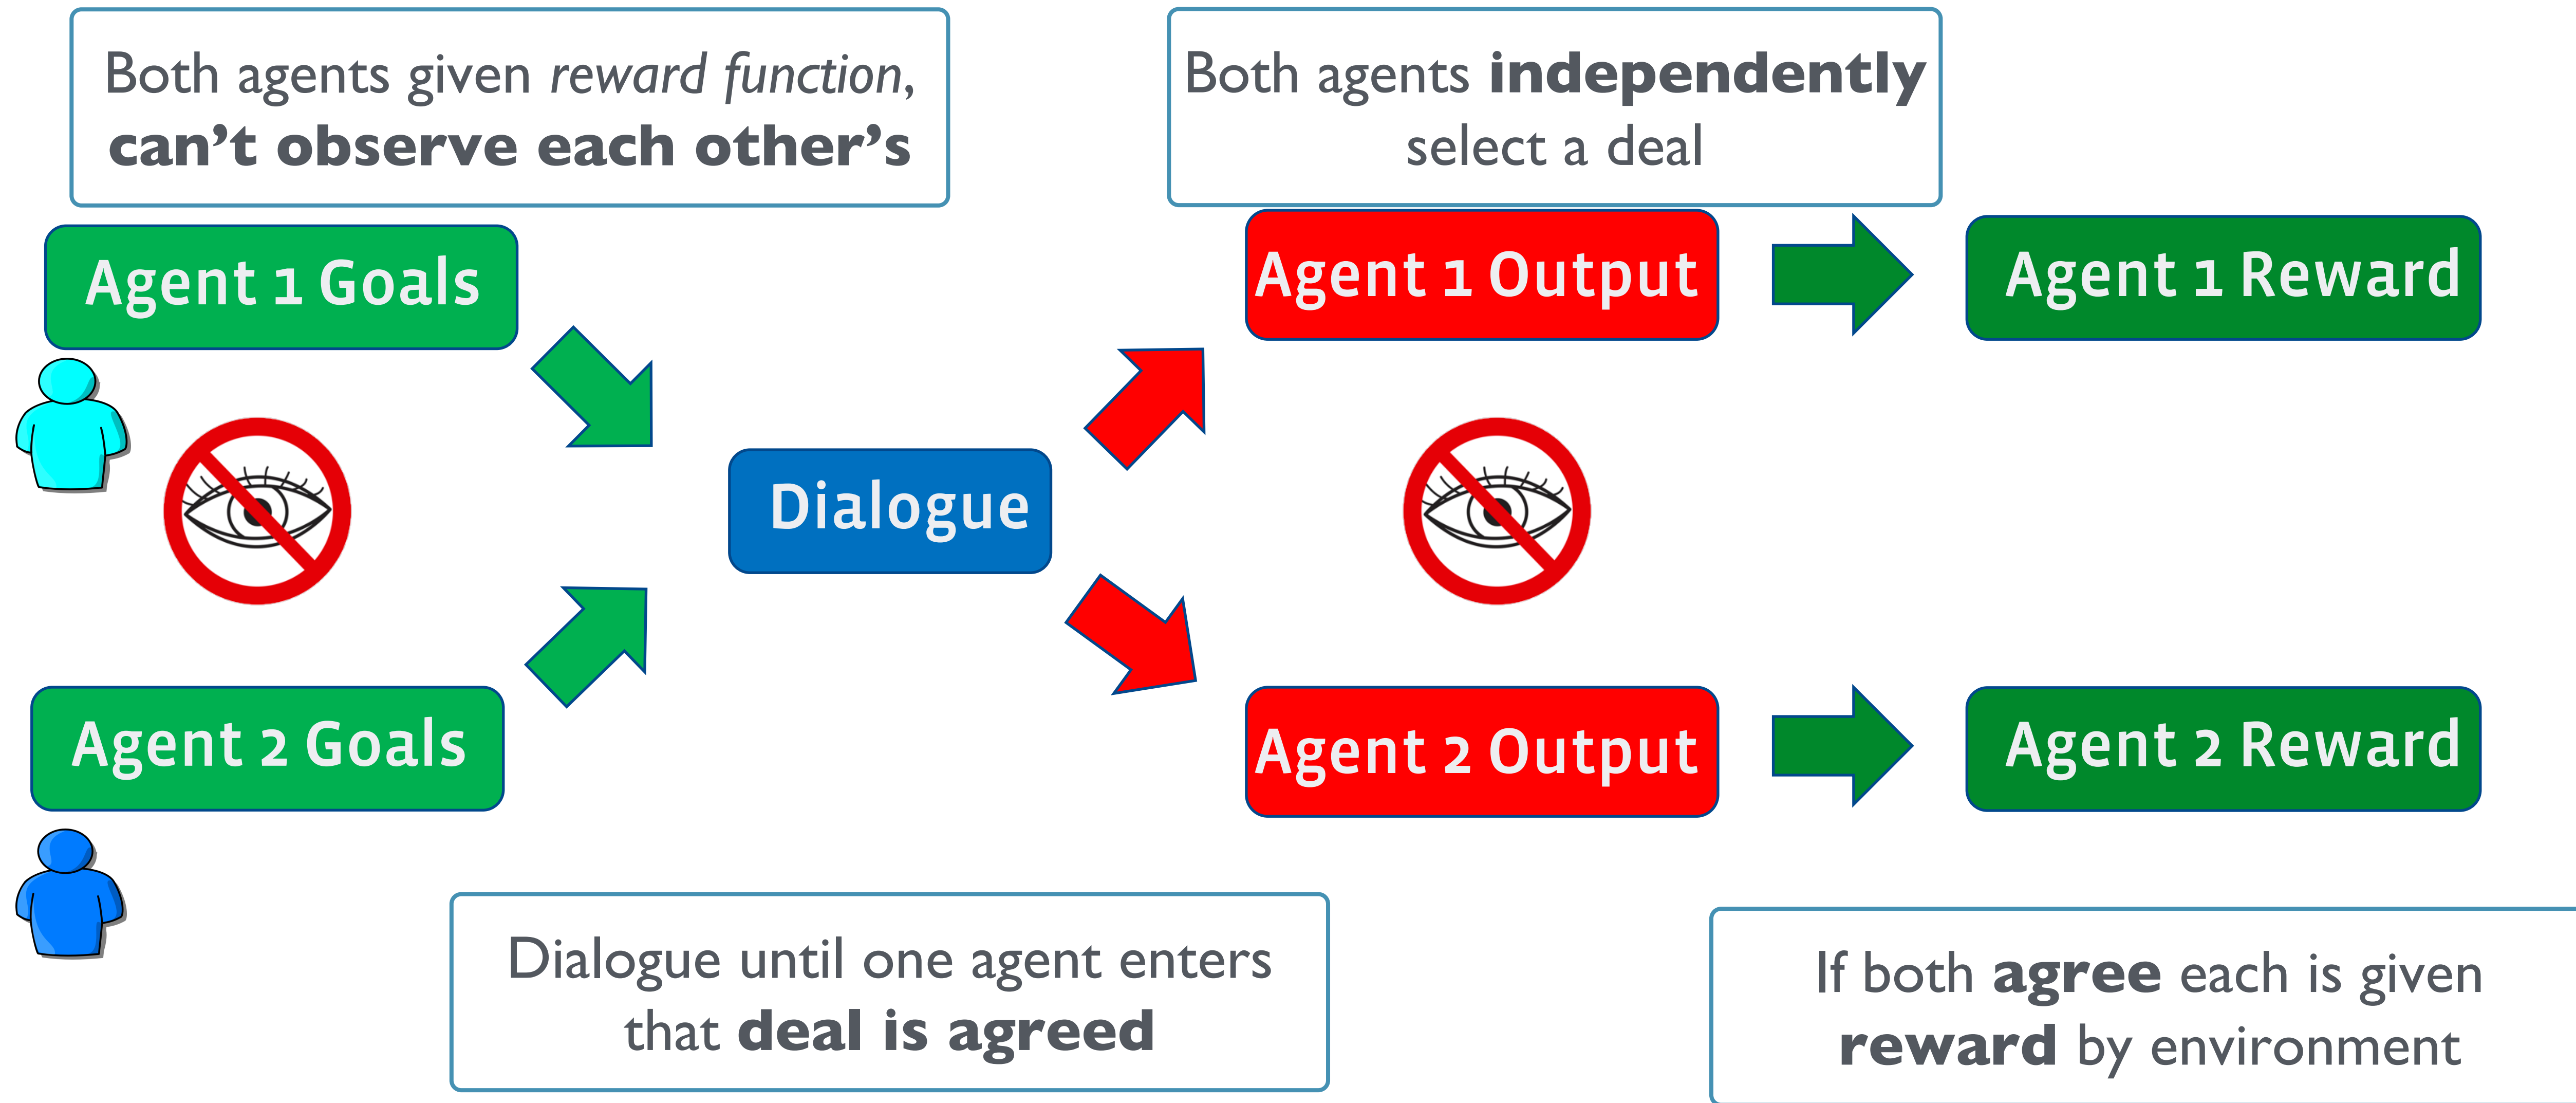 Both agents given reward function,
can't observe each other's
Both agents independently
select a deal
Agent 1 Goals
Agent 1 Output
Agent 1 Reward
Dialogue
Agent 2 Goals
Agent 2 Output
Agent 2 Reward
Dialogue until one agent enters
that deal is agreed
If both agree each is given
reward by environment